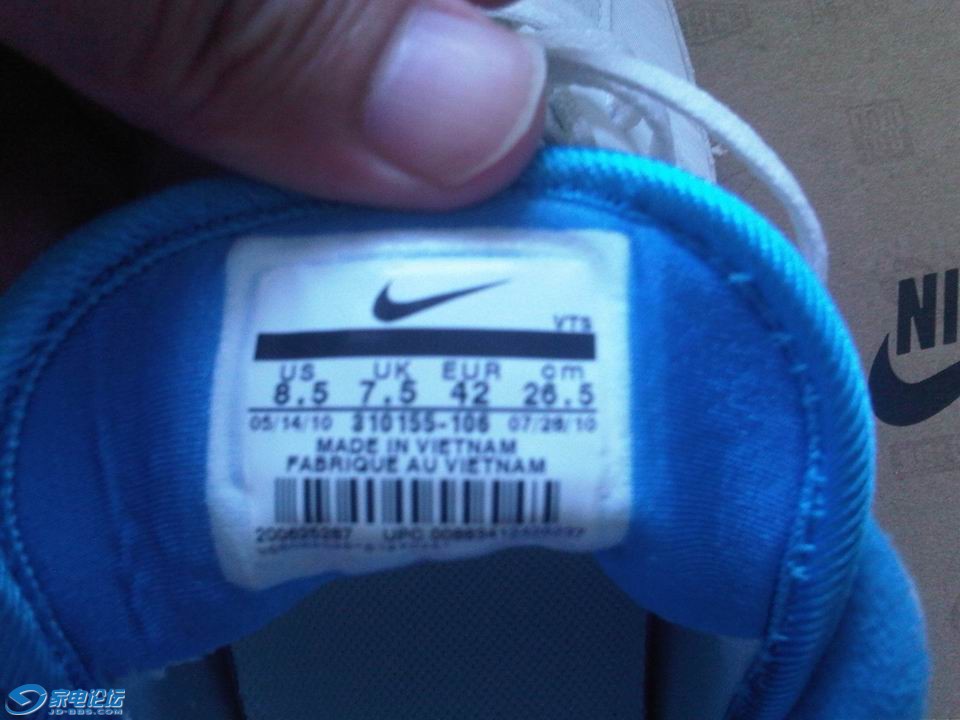 VTS
US UK EUR cm
8.5 7.5 42 26.5
05/14/10 310155-106 07/28/10
MADE IN VIETNAM
FABRIQUE AU VIETNAM
UPC
NI
家电论坛
JD-BBS.COM